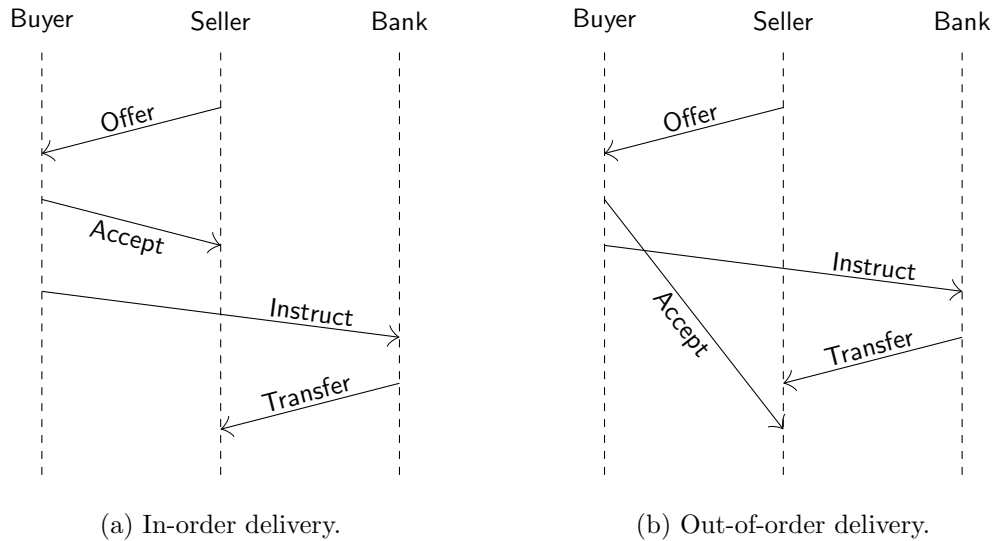 Buyer Seller Bank
Offer
Accept
Instruct
Transfer
(a) In-order delivery.
Buyer Seller Bank
Offer
Instruct
Accept
Transfer
(b) Out-of-order delivery.